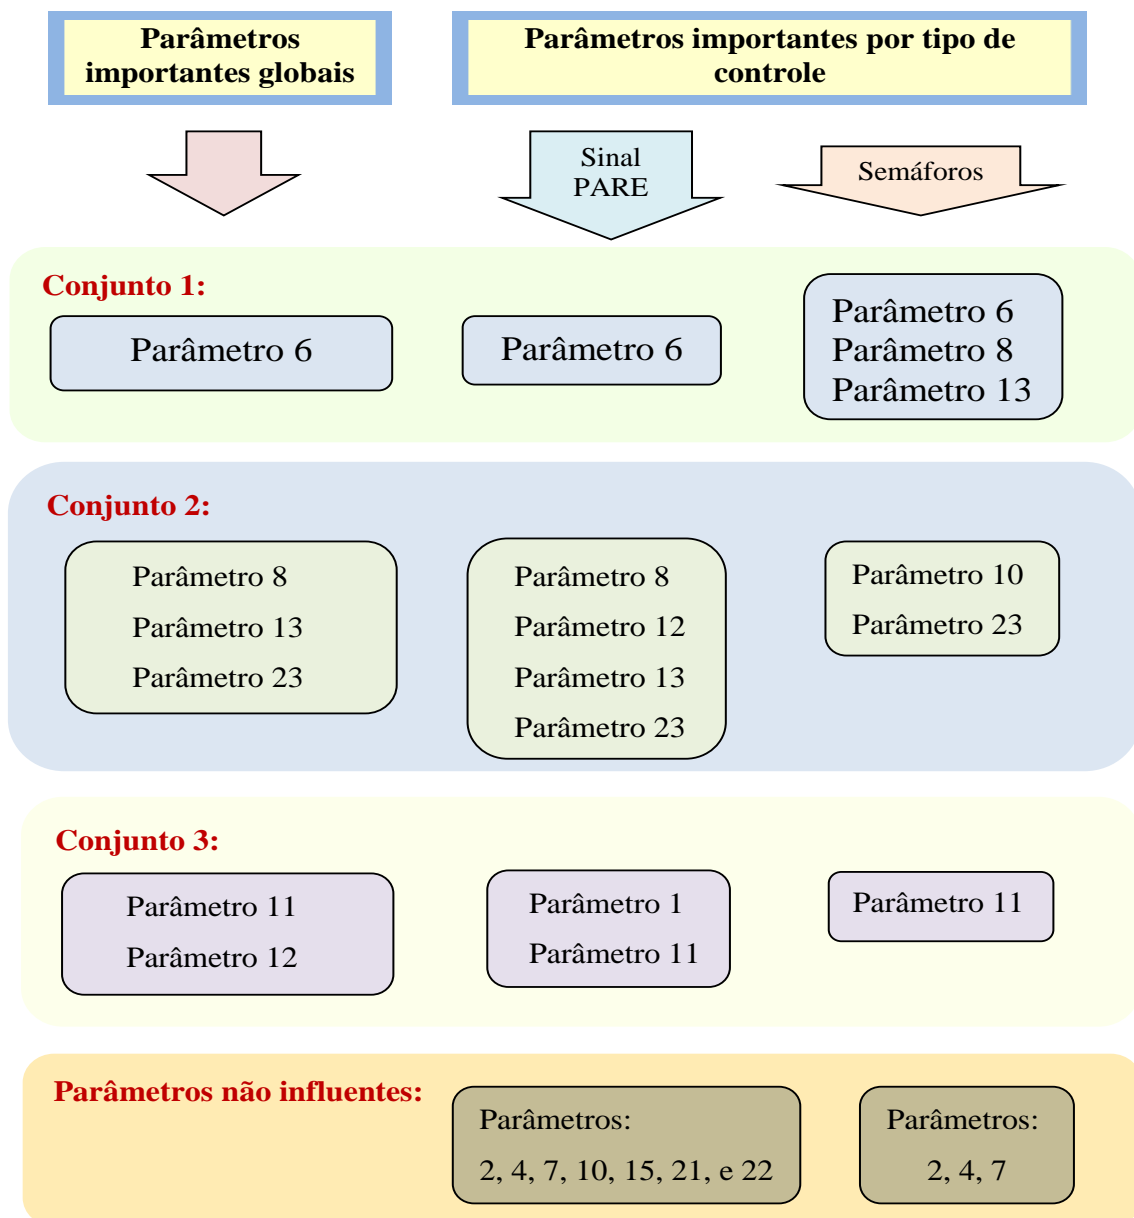 Parâmetros
importantes globais
Parâmetros importantes por tipo de
controle
Sinal
PARE
Semáforos
Conjunto 1:
Parâmetro 6
Parâmetro 6
Parâmetro 6
Parâmetro 8
Parâmetro 13
Conjunto 2:
Parâmetro 8
Parâmetro 13
Parâmetro 23
Parâmetro 8
Parâmetro 12
Parâmetro 13
Parâmetro 23
Parâmetro 10
Parâmetro 23
Conjunto 3:
Parâmetro 11
Parâmetro 12
Parâmetro 1
Parâmetro 11
Parâmetro 11
Parâmetros não influentes:
Parâmetros:
2, 4, 7, 10, 15, 21, e 22
Parâmetros:
2, 4, 7